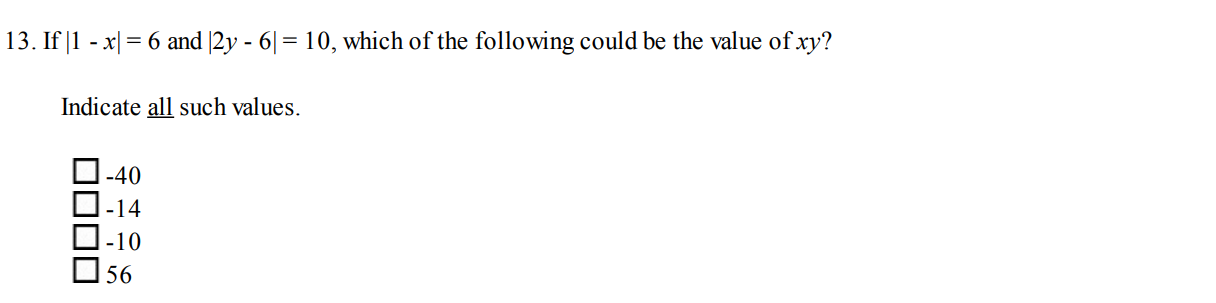 13. If |1 - x| = 6 and |2y - 6| = 10, which of the following could be the value of xy?
Indicate all such values.
-40
-14
-10
56